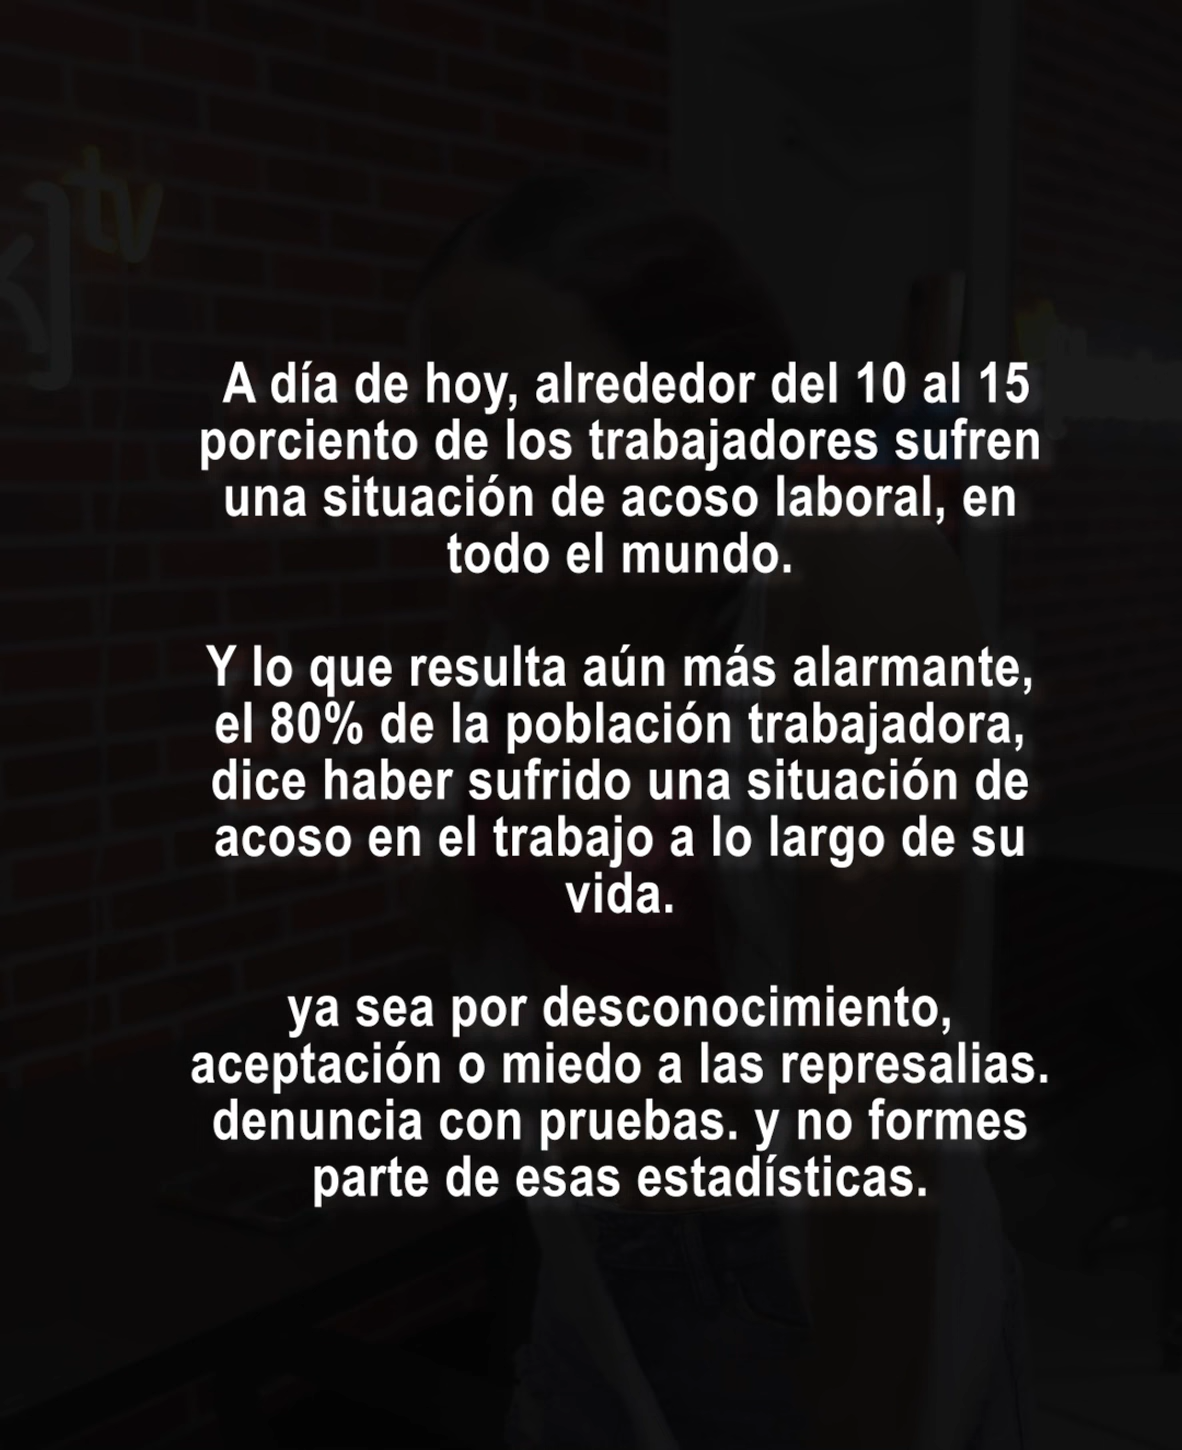 tv
A día de hoy, alrededor del 10 al 15
porciento de los trabajadores sufren
una situación de acoso laboral, en
todo el mundo.
Y lo que resulta aún más alarmante,
el 80% de la población trabajadora,
dice haber sufrido una situación de
acoso en el trabajo a lo largo de su
vida.
ya sea por desconocimiento,
aceptación o miedo a las represalias.
denuncia con pruebas. y no formes
parte de esas estadísticas.